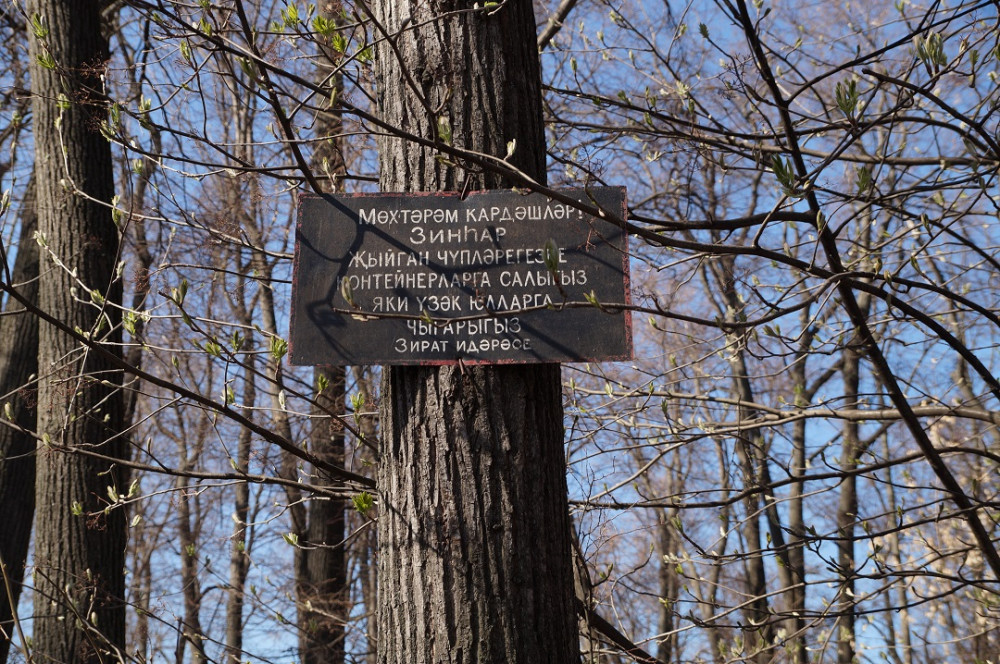 Мөхтәрәм кардәшләр!
Зинһар
Җыйган чүпләрегезне
контейнерларга салыгыз
яки үзәк юлларга
чыгарыгыз
Зират идарәсе